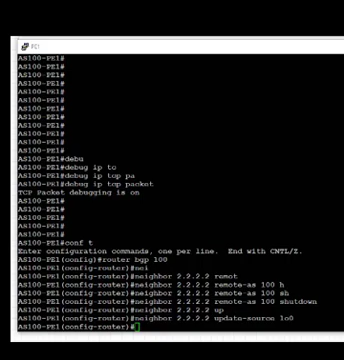 PC1
AS100-PE1#
AS100-PE1#
AS100-PE1#
AS100-PE1#
AS100-PE1#
AS100-PE1#
AS100-PE1#
AS100-PE1#
AS100-PE1#
AS100-PE1#
AS100-PE1#
AS100-PE1#
AS100-PE1#debu
AS100-PE1#debug ip tc
AS100-PE1#debug ip tcp pa
AS100-PE1#debug ip tcp packet
TCP Packet debugging is on
AS100-PE1#
AS100-PE1#
AS100-PE1#
AS100-PE1#
AS100-PE1#
AS100-PE1#conf t
Enter configuration commands, one per line.  End with CNTL/Z.
AS100-PE1(config)#router bgp 100
AS100-PE1(config-router)#nei
AS100-PE1(config-router)#neighbor 2.2.2.2 remot
AS100-PE1(config-router)#neighbor 2.2.2.2 remote-as 100 h
AS100-PE1(config-router)#neighbor 2.2.2.2 remote-as 100 sh
AS100-PE1(config-router)#neighbor 2.2.2.2 remote-as 100 shutdown
AS100-PE1(config-router)#neighbor 2.2.2.2 up
AS100-PE1(config-router)#neighbor 2.2.2.2 update-source lo0
AS100-PE1(config-router)#